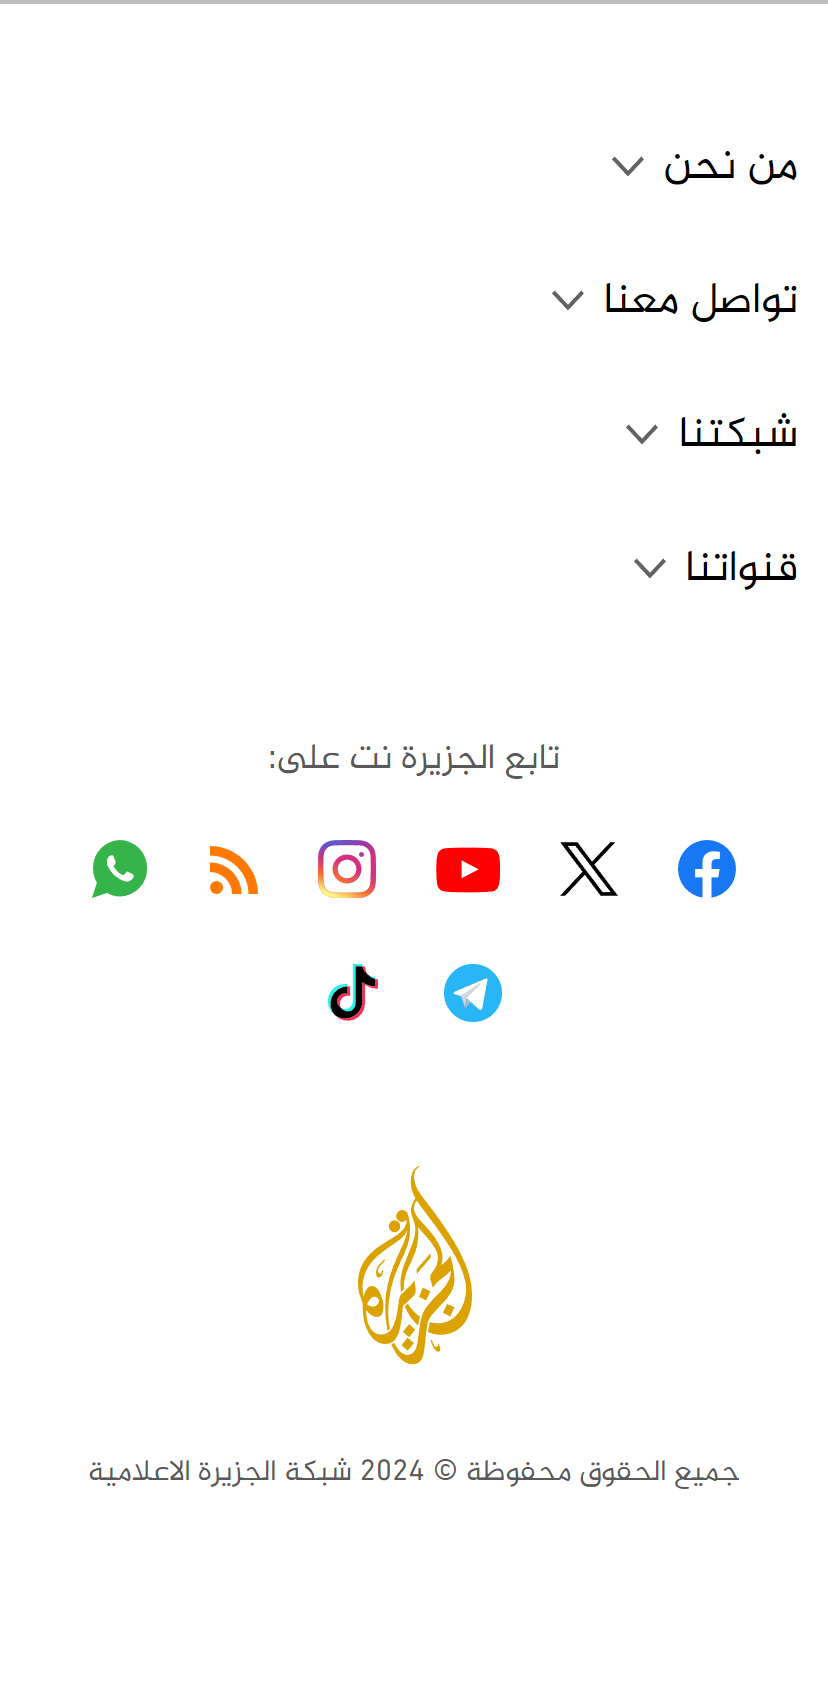 من نحن
تواصل معنا
شبكتنا
قنواتنا
تابع الجزيرة نت على:
الجزيرة
جميع الحقوق محفوظة © 2024 شبكة الجزيرة الاعلامية